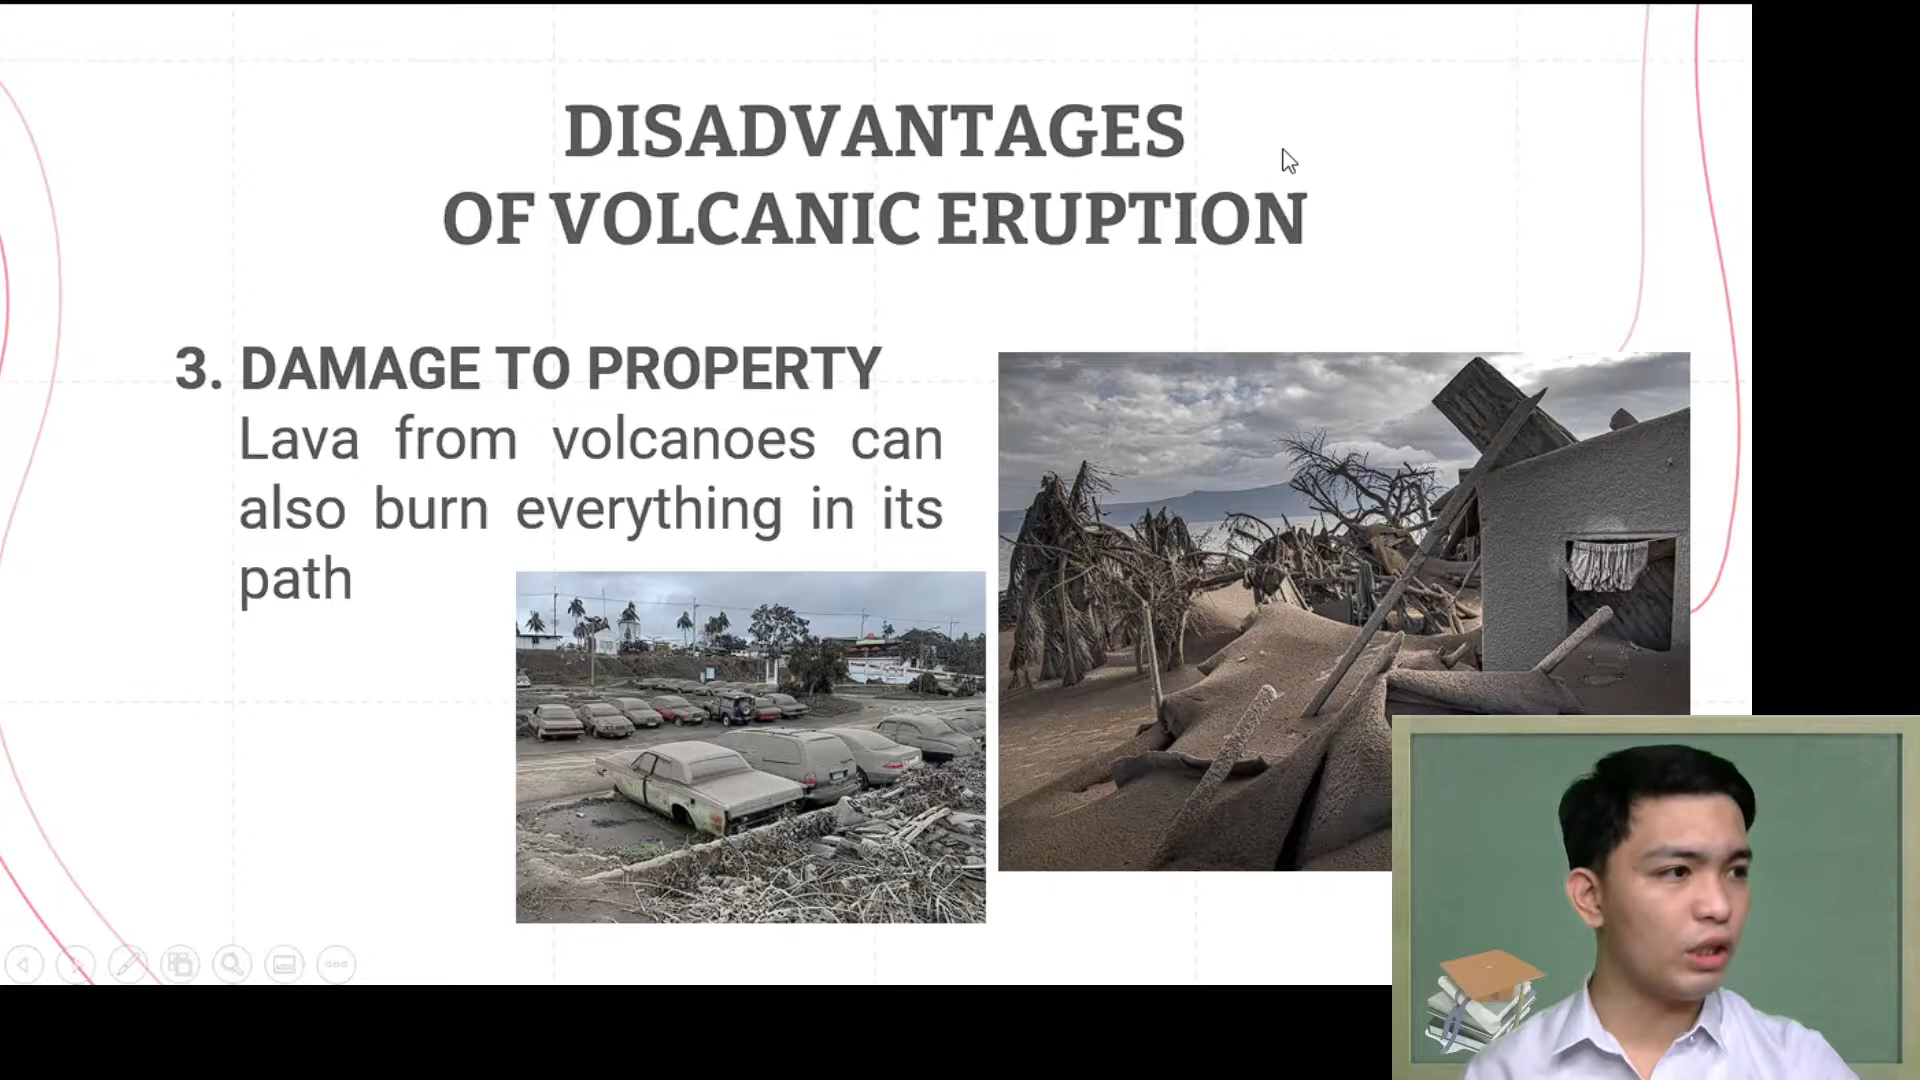 DISADVANTAGES
OF VOLCANIC ERUPTION
3. DAMAGE TO PROPERTY
Lava from volcanoes can
also burn everything in its
path